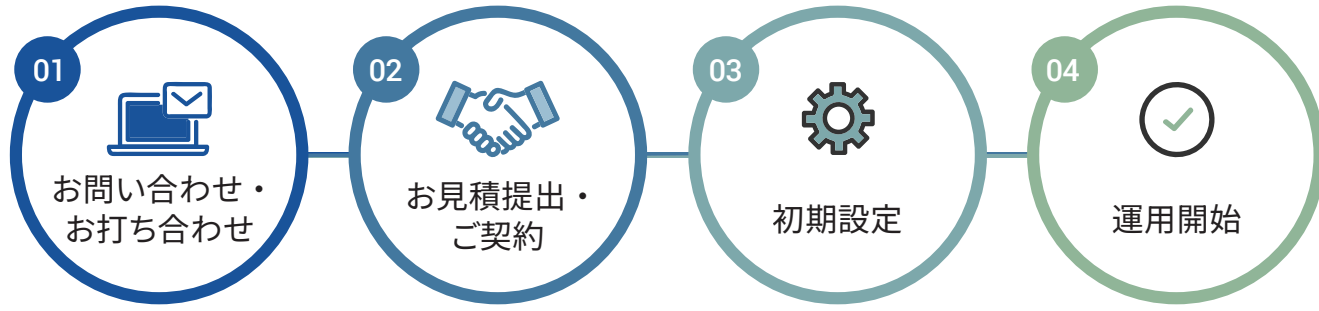 01
お問い合わせ・
お打ち合わせ
02
お見積提出・
ご契約
03
初期設定
04
運用開始